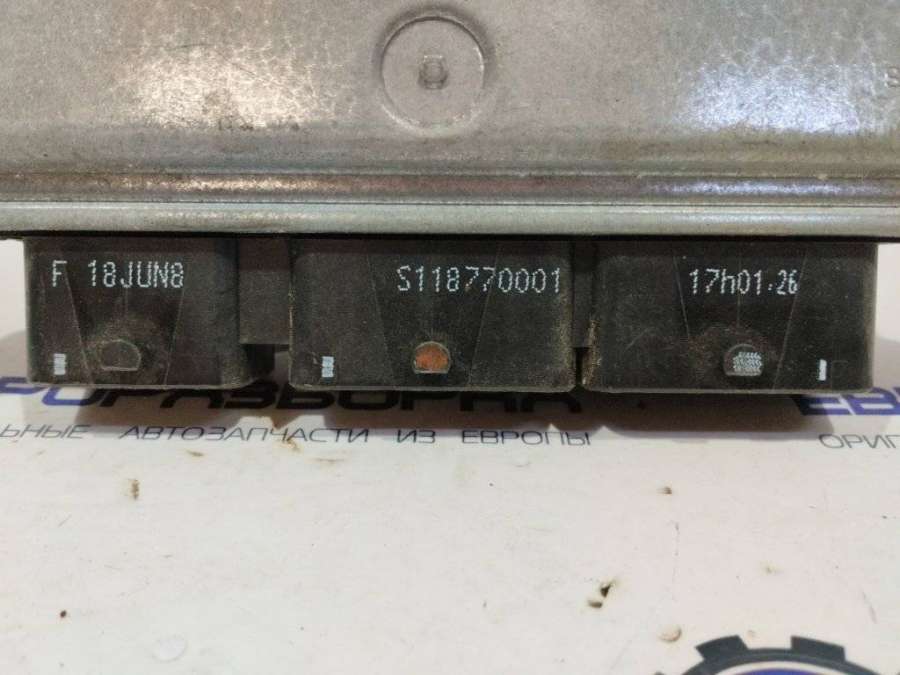 F 18JUN8 S118770001 17h01.26
ЬНЫЕ АВТОЗАПЧАСТИ ИЗ ЕВРОПЫ ОРИГ